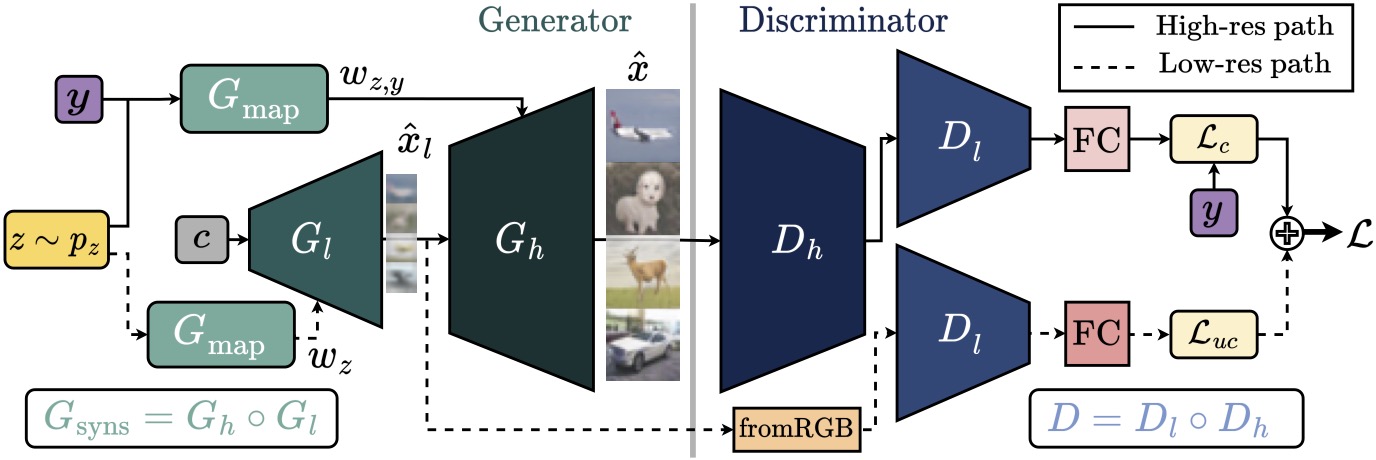 Generator
Discriminator
High-res path
Low-res path
y
G_map
w_{z,y}
x̂
x̂_l
z ∼ p_z
c
G_l
G_h
G_map
w_z
G_syns = G_h ∘ G_l
D_h
D_l
FC
ℒ_c
y
ℒ
D_l
FC
ℒ_uc
fromRGB
D = D_l ∘ D_h